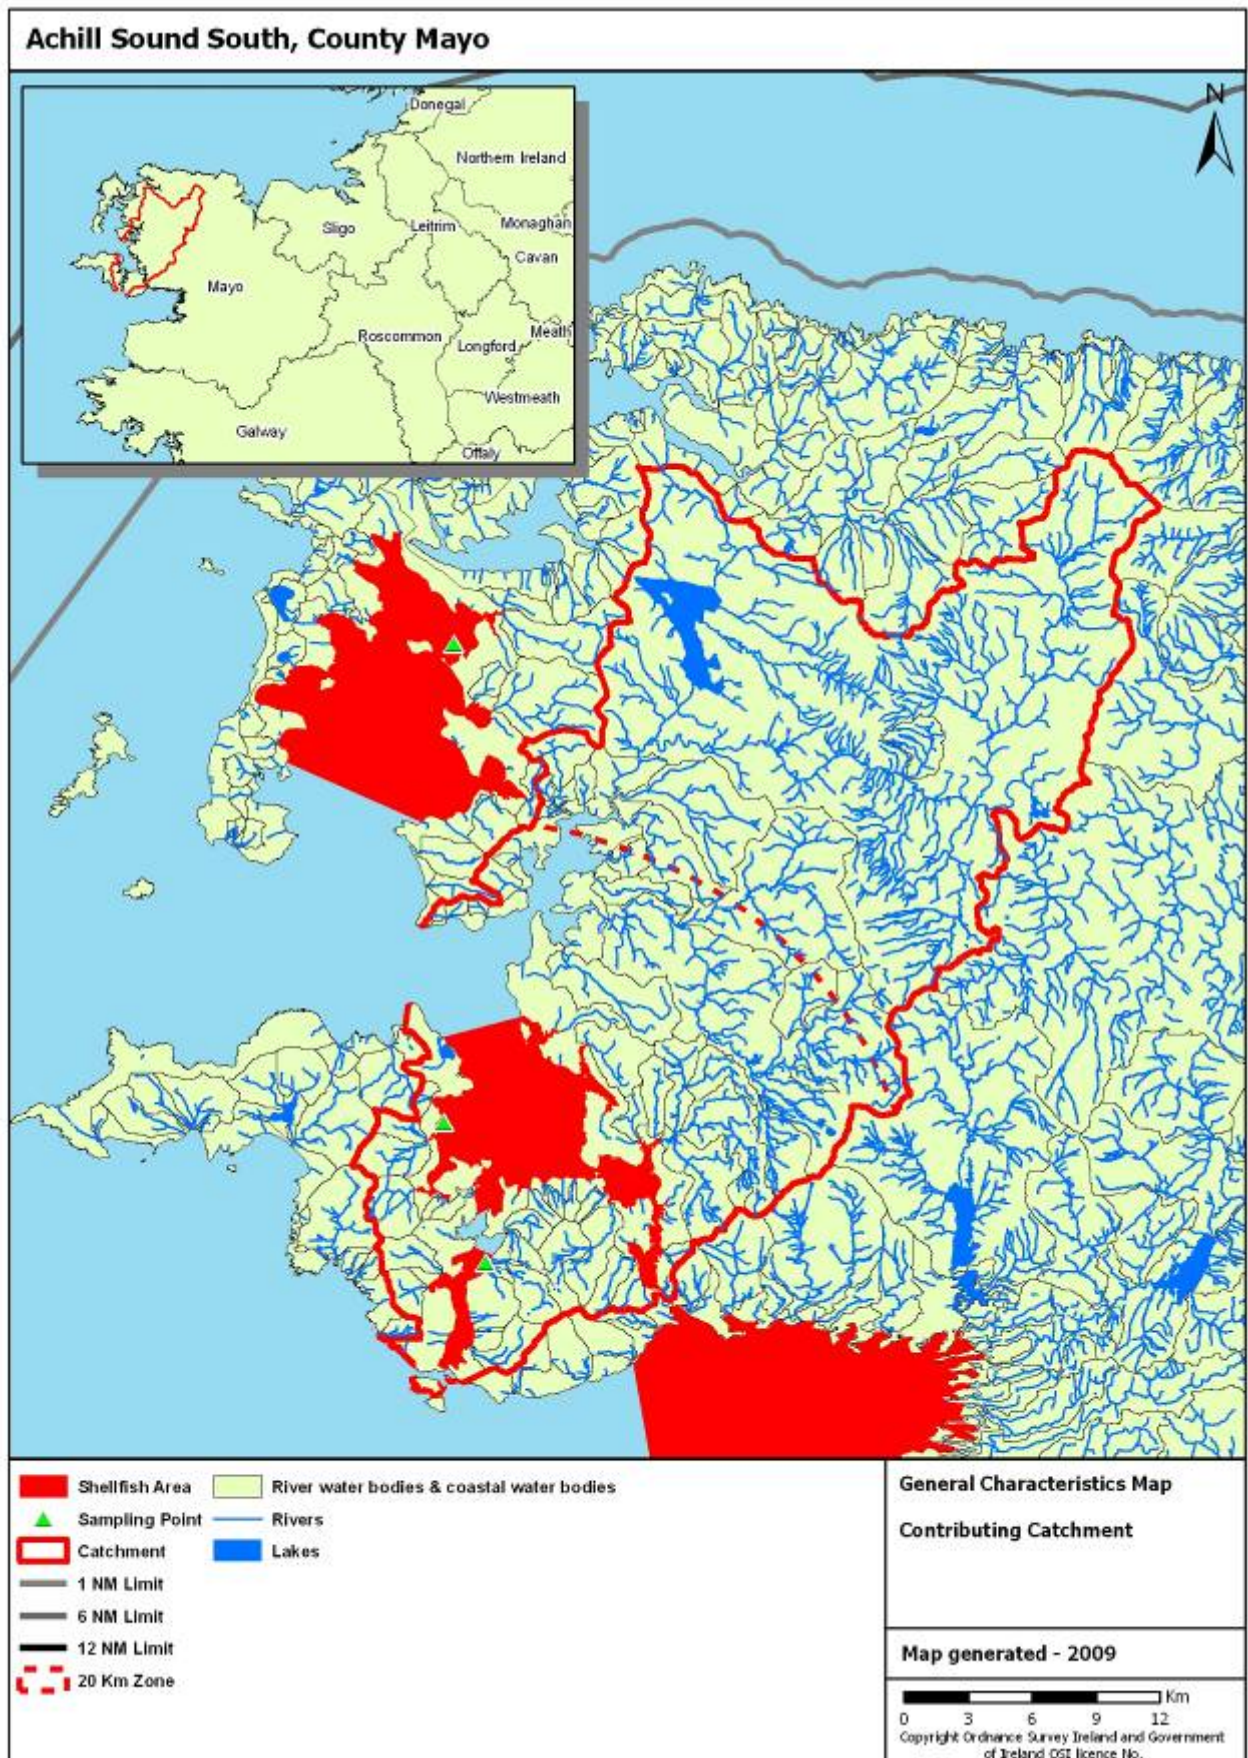 Achill Sound South, County Mayo
N
Donegal
Northern Ireland
Monaghan
Sligo
Leitrim
Cavan
Mayo
Roscommon
Longford
Meath
Westmeath
Galway
Offaly
Shellfish Area
River water bodies & coastal water bodies
Sampling Point
Rivers
Catchment
Lakes
1 NM Limit
6 NM Limit
12 NM Limit
20 Km Zone
General Characteristics Map
Contributing Catchment
Map generated - 2009
Km
0 3 6 9 12
Copyright Ordnance Survey Ireland and Government
of Ireland OSI licence No.